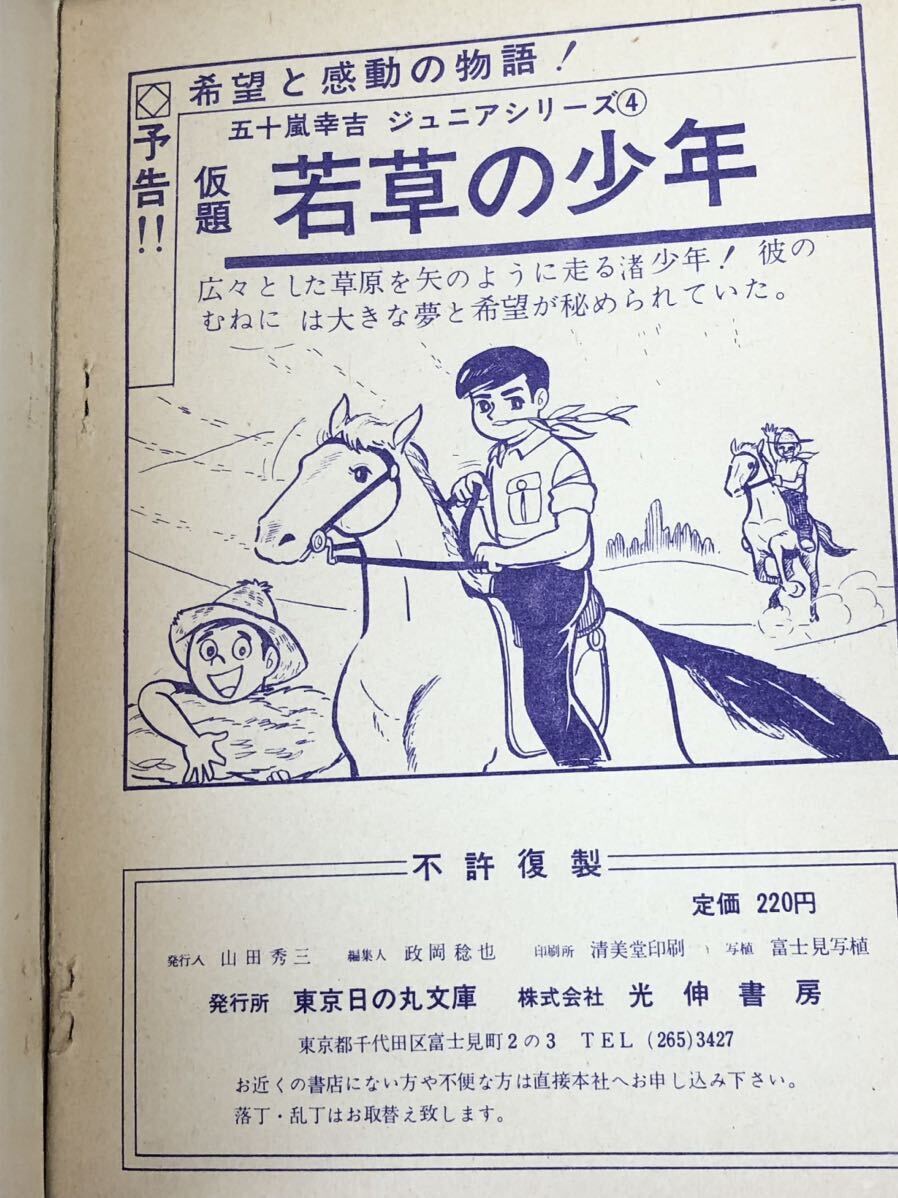 ◇予告!!
希望と感動の物語！
五十嵐幸吉 ジュニアシリーズ④
仮題
若草の少年
広々とした草原を矢のように走る渚少年！ 彼の
むねに は大きな夢と希望が秘められていた。
不許復製
定価 220円
発行人 山田秀三 編集人 政岡稔也 印刷所 清美堂印刷 写植 富士見写植
発行所 東京日の丸文庫 株式会社 光伸書房
東京都千代田区富士見町2の3 TEL (265)3427
お近くの書店にない方や不便な方は直接本社へお申し込み下さい。
落丁・乱丁はお取替え致します。